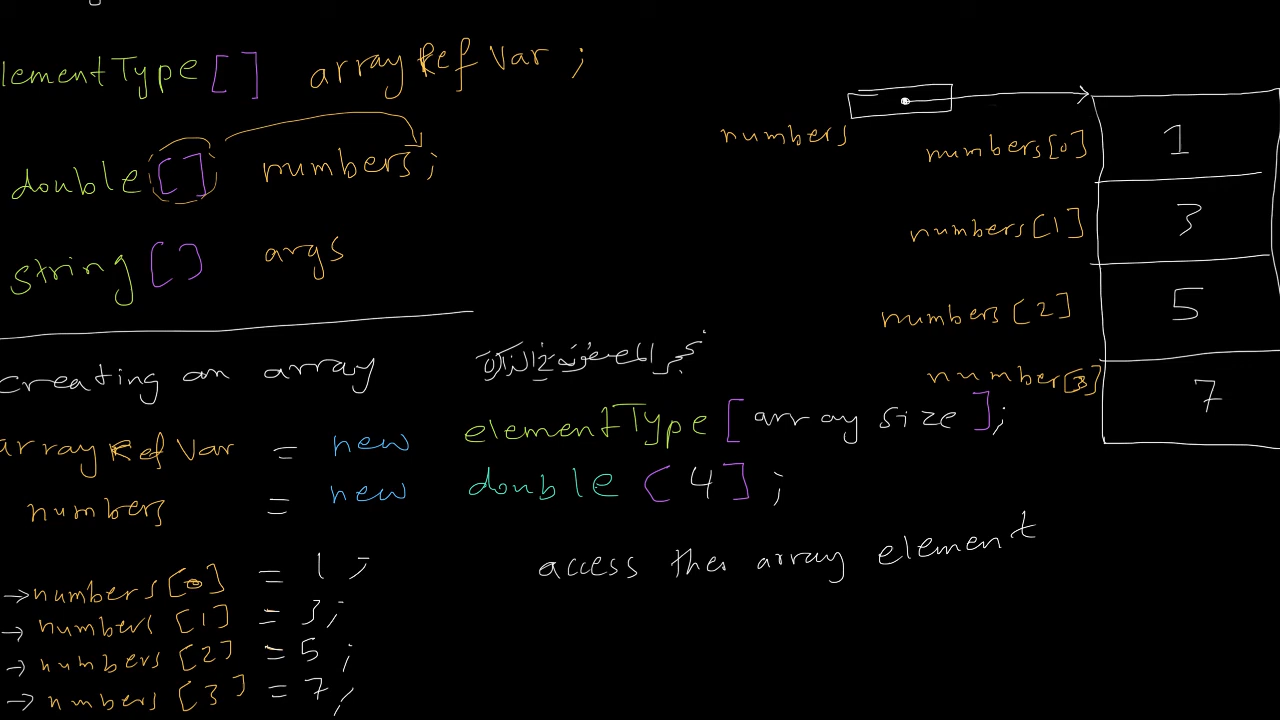 lementType [ ] arrayRefVar ;
double [ ] numbers ;
string [ ] args
creating an array
arrayRefVar = new elementType [ array size ] ;
numbers = new double [ 4 ] ;
access the array element
numbers [0] = 1 ;
numbers [1] = 3 ;
numbers [2] = 5 ;
numbers [3] = 7 ;
numbers
numbers[0] 1
numbers[1] 3
numbers[2] 5
number[3] 7